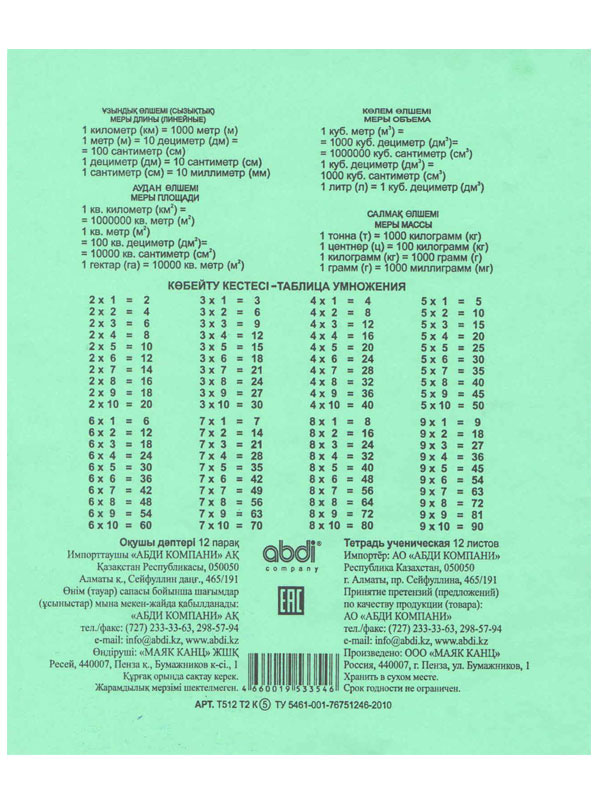 ҰЗЫНДЫҚ ӨЛШЕМІ (СЫЗЫҚТЫҚ)
МЕРЫ ДЛИНЫ (ЛИНЕЙНЫЕ)
1 километр (км) = 1000 метр (м)
1 метр (м) = 10 дециметр (дм) =
= 100 сантиметр (см)
1 дециметр (дм) = 10 сантиметр (см)
1 сантиметр (см) = 10 миллиметр (мм)
АУДАН ӨЛШЕМІ
МЕРЫ ПЛОЩАДИ
1 кв. километр (км²) =
= 1000000 кв. метр (м²)
1 кв. метр (м²)
= 100 кв. дециметр (дм²)=
= 10000 кв. сантиметр (см²)
1 гектар (га) = 10000 кв. метр (м²)
КӨЛЕМ ӨЛШЕМІ
МЕРЫ ОБЪЕМА
1 куб. метр (м³) =
= 1000 куб. дециметр (дм³)=
= 1000000 куб. сантиметр (см³)
1 куб. дециметр (дм³) =
1000 куб. сантиметр (см³)
1 литр (л) = 1 куб. дециметр (дм³)
САЛМАҚ ӨЛШЕМІ
МЕРЫ МАССЫ
1 тонна (т) = 1000 килограмм (кг)
1 центнер (ц) = 100 килограмм (кг)
1 килограмм (кг) = 1000 грамм (г)
1 грамм (г) = 1000 миллиграмм (мг)
КӨБЕЙТУ КЕСТЕСІ –ТАБЛИЦА УМНОЖЕНИЯ
2 x 1 = 2 3 x 1 = 3 4 x 1 = 4 5 x 1 = 5
2 x 2 = 4 3 x 2 = 6 4 x 2 = 8 5 x 2 = 10
2 x 3 = 6 3 x 3 = 9 4 x 3 = 12 5 x 3 = 15
2 x 4 = 8 3 x 4 = 12 4 x 4 = 16 5 x 4 = 20
2 x 5 = 10 3 x 5 = 15 4 x 5 = 20 5 x 5 = 25
2 x 6 = 12 3 x 6 = 18 4 x 6 = 24 5 x 6 = 30
2 x 7 = 14 3 x 7 = 21 4 x 7 = 28 5 x 7 = 35
2 x 8 = 16 3 x 8 = 24 4 x 8 = 32 5 x 8 = 40
2 x 9 = 18 3 x 9 = 27 4 x 9 = 36 5 x 9 = 45
2 x 10 = 20 3 x 10 = 30 4 x 10 = 40 5 x 10 = 50
6 x 1 = 6 7 x 1 = 7 8 x 1 = 8 9 x 1 = 9
6 x 2 = 12 7 x 2 = 14 8 x 2 = 16 9 x 2 = 18
6 x 3 = 18 7 x 3 = 21 8 x 3 = 24 9 x 3 = 27
6 x 4 = 24 7 x 4 = 28 8 x 4 = 32 9 x 4 = 36
6 x 5 = 30 7 x 5 = 35 8 x 5 = 40 9 x 5 = 45
6 x 6 = 36 7 x 6 = 42 8 x 6 = 48 9 x 6 = 54
6 x 7 = 42 7 x 7 = 49 8 x 7 = 56 9 x 7 = 63
6 x 8 = 48 7 x 8 = 56 8 x 8 = 64 9 x 8 = 72
6 x 9 = 54 7 x 9 = 63 8 x 9 = 72 9 x 9 = 81
6 x 10 = 60 7 x 10 = 70 8 x 10 = 80 9 x 10 = 90
Оқушы дәптері 12 парақ
Импорттаушы «АБДИ КОМПАНИ» АҚ
Қазақстан Республикасы, 050050
Алматы к., Сейфуллин даңғ., 465/191
Өнім (тауар) сапасы бойынша шағымдар
(ұсыныстар) мына мекен-жайда қабылданады:
«АБДИ КОМПАНИ» АҚ
тел./факс: (727) 233-33-63, 298-57-94
e-mail: info@abdi.kz, www.abdi.kz
Өндіруші: «МАЯК КАНЦ» ЖШҚ
Ресей, 440007, Пенза қ., Бумажников к-сі., 1
Құрғақ орында сақтау керек.
Жарамдылық мерзімі шектелмеген.
abdi
company
EAC
4 660019 533546
Тетрадь ученическая 12 листов
Импортёр: АО «АБДИ КОМПАНИ»
Республика Казахстан, 050050
г. Алматы, пр. Сейфуллина, 465/191
Принятие претензий (предложений)
по качеству продукции (товара):
АО «АБДИ КОМПАНИ»
тел./факс: (727) 233-33-63, 298-57-94
e-mail: info@abdi.kz, www.abdi.kz
Произведено: ООО «МАЯК КАНЦ»
Россия, 440007, г. Пенза, ул. Бумажников, 1
Хранить в сухом месте.
Срок годности не ограничен.
АРТ. Т512 Т2 К 5 ТУ 5461-001-76751246-2010